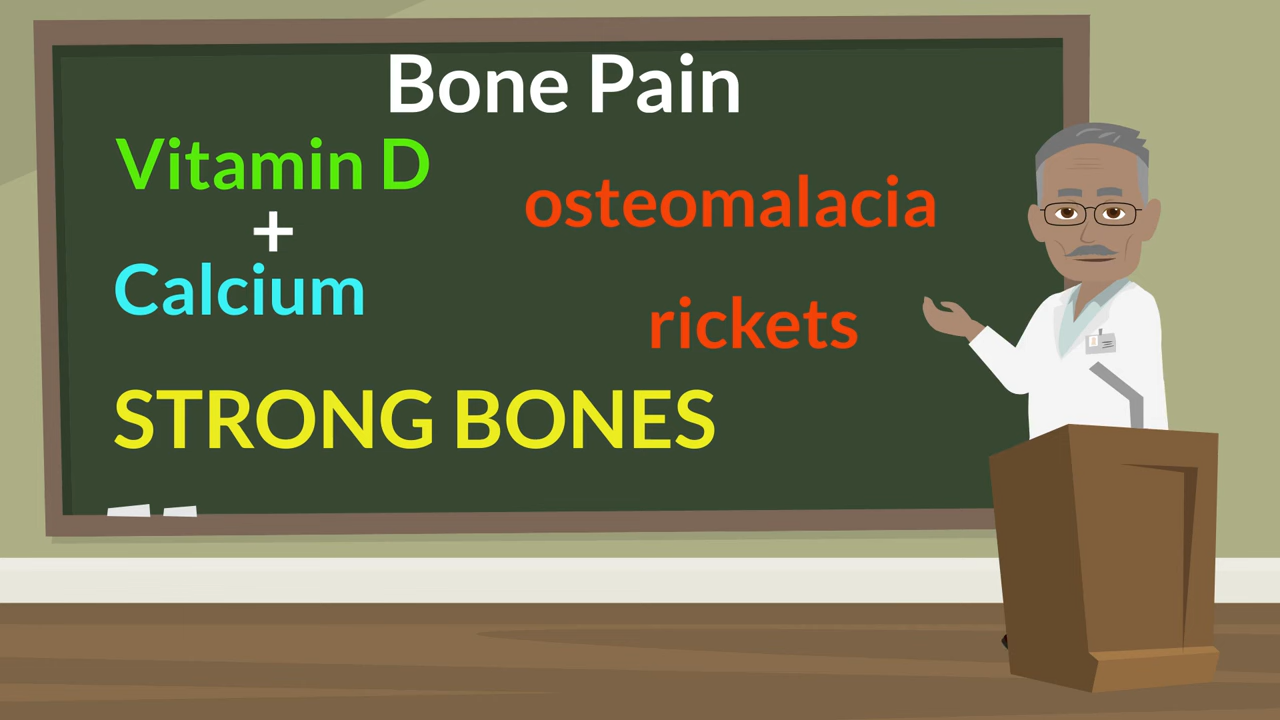 Bone Pain
Vitamin D
+
Calcium
STRONG BONES
osteomalacia
rickets